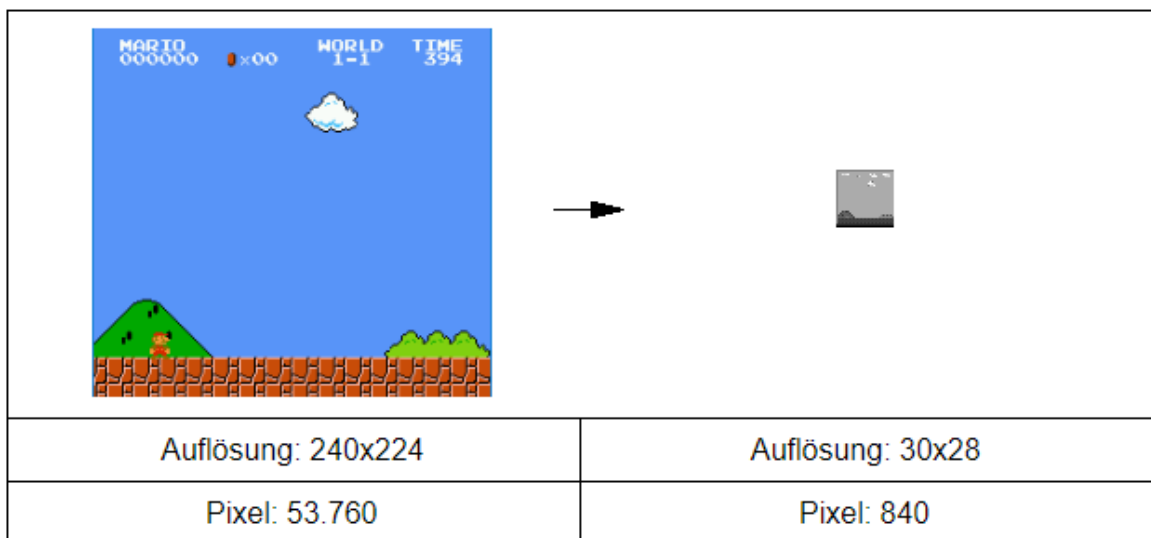 MARIO WORLD TIME
000000 ×00 1-1 394
Auflösung: 240x224 Auflösung: 30x28
Pixel: 53.760 Pixel: 840